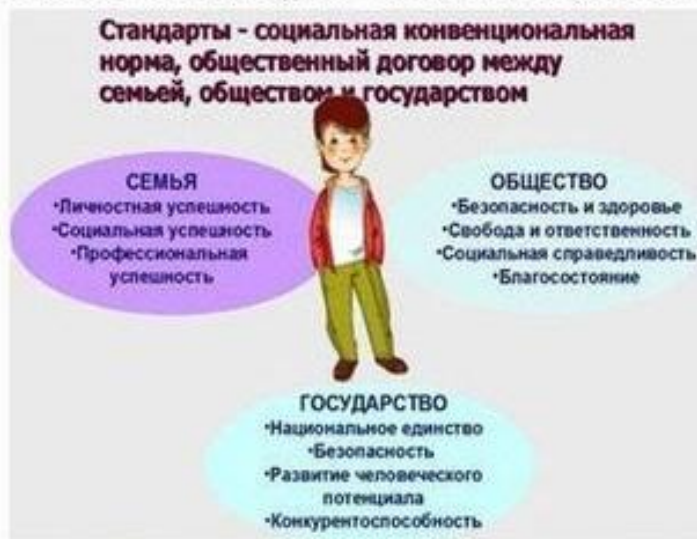 Стандарты - социальная конвенциональная
норма, общественный договор между
семьей, обществом и государством
СЕМЬЯ
•Личностная успешность
•Социальная успешность
•Профессиональная
успешность
ОБЩЕСТВО
•Безопасность и здоровье
•Свобода и ответственность
•Социальная справедливость
•Благосостояние
ГОСУДАРСТВО
•Национальное единство
•Безопасность
•Развитие человеческого
потенциала
•Конкурентоспособность